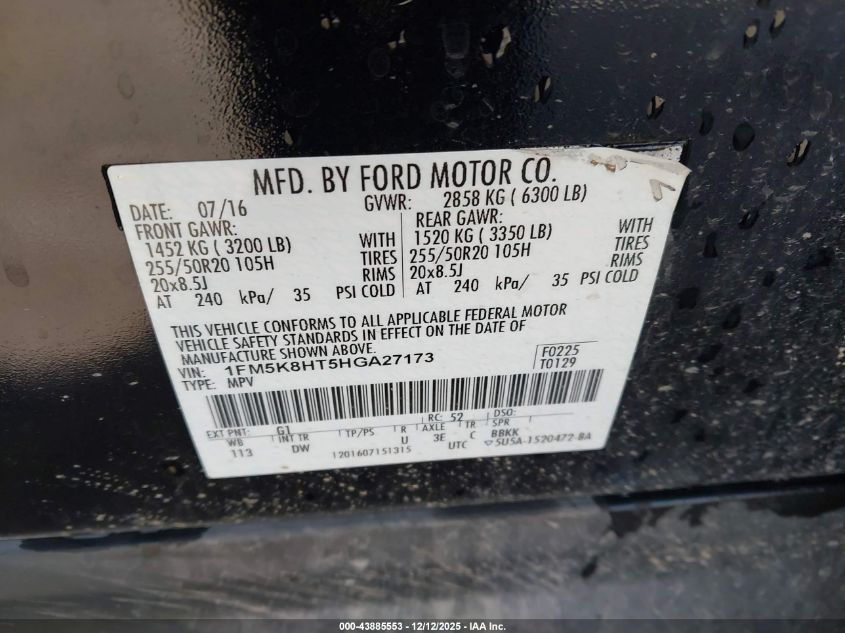 MFD. BY FORD MOTOR CO.
DATE: 07/16 GVWR: 2858 KG ( 6300 LB)
FRONT GAWR: REAR GAWR:
1452 KG ( 3200 LB) WITH 1520 KG ( 3350 LB) WITH
255/50R20 105H TIRES 255/50R20 105H TIRES
20x8.5J RIMS 20x8.5J RIMS
AT 240 kPa/ 35 PSI COLD AT 240 kPa/ 35 PSI COLD
THIS VEHICLE CONFORMS TO ALL APPLICABLE FEDERAL MOTOR
VEHICLE SAFETY STANDARDS IN EFFECT ON THE DATE OF
MANUFACTURE SHOWN ABOVE.
VIN: 1FM5K8HT5HGA27173 F0225
TYPE: MPV T0129
EXT PNT: G1 RC: 52 DSO:
WB INT TR TP/PS R AXLE TR SPR
113 DW U 3E C BBKK
1201607151315 UTC ▽5U5A-1520472-BA
000-43885553 - 12/12/2025 - IAA Inc.